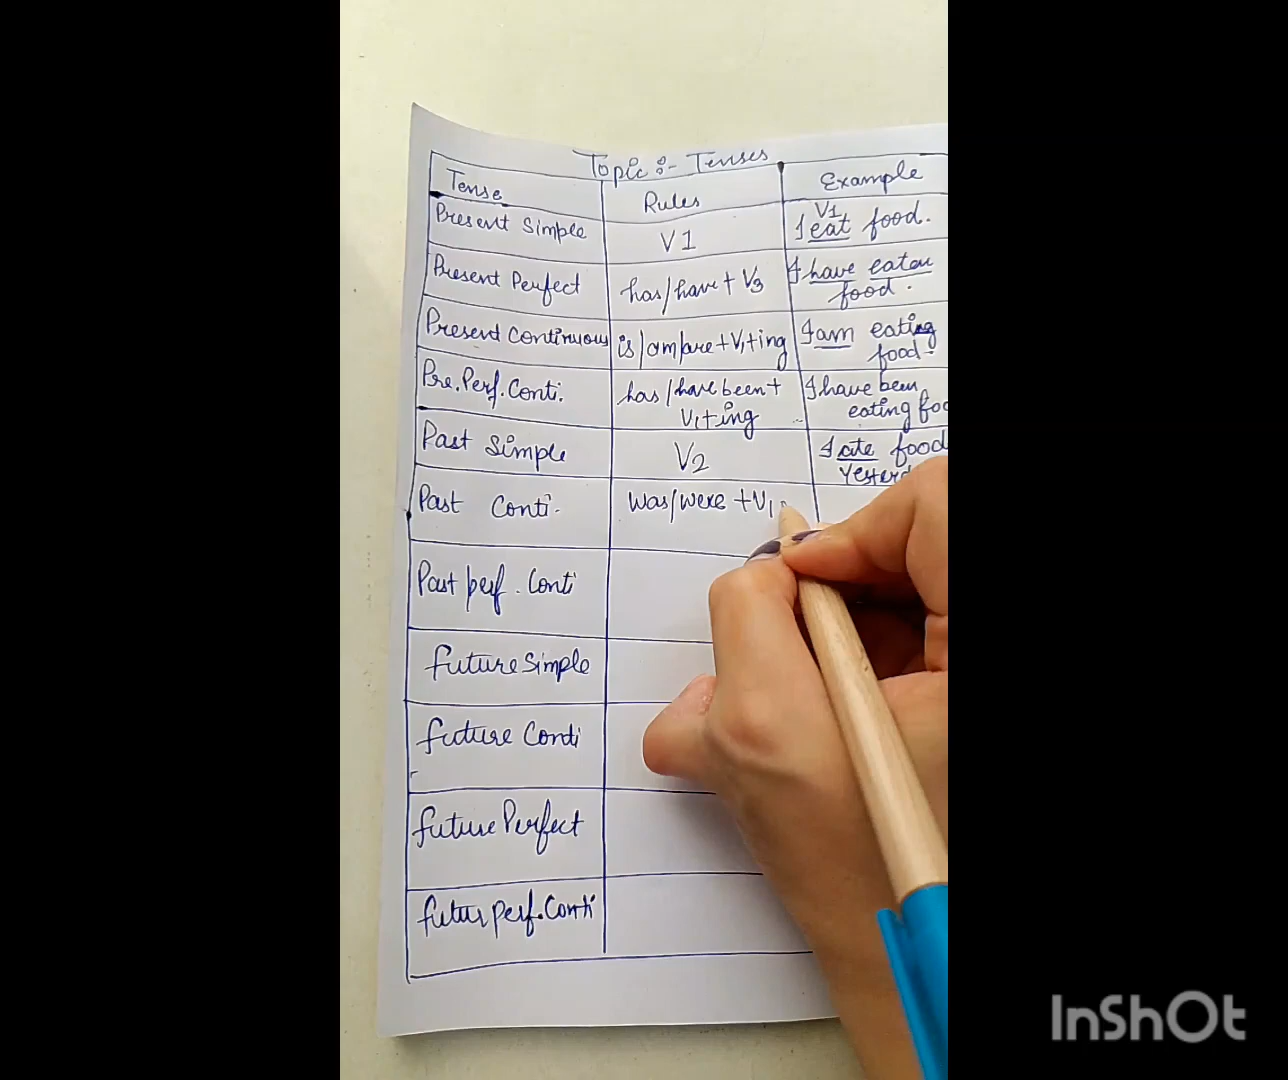 Topic :- Tenses
Tense Rules Example
Present Simple V1 V1
I eat food.
Present Perfect has/have + V3 I have eaten
food.
Present Continuous is/am/are + V1 + ing I am eating
food.
Pre. Perf. Conti. has/have been + I have been
V1 + ing eating foo
Past Simple V2 I ate food
Yesterd
Past Conti. was/were + V1
Past perf. Conti
future Simple
future Conti
future Perfect
futur perf. Conti
InShOt